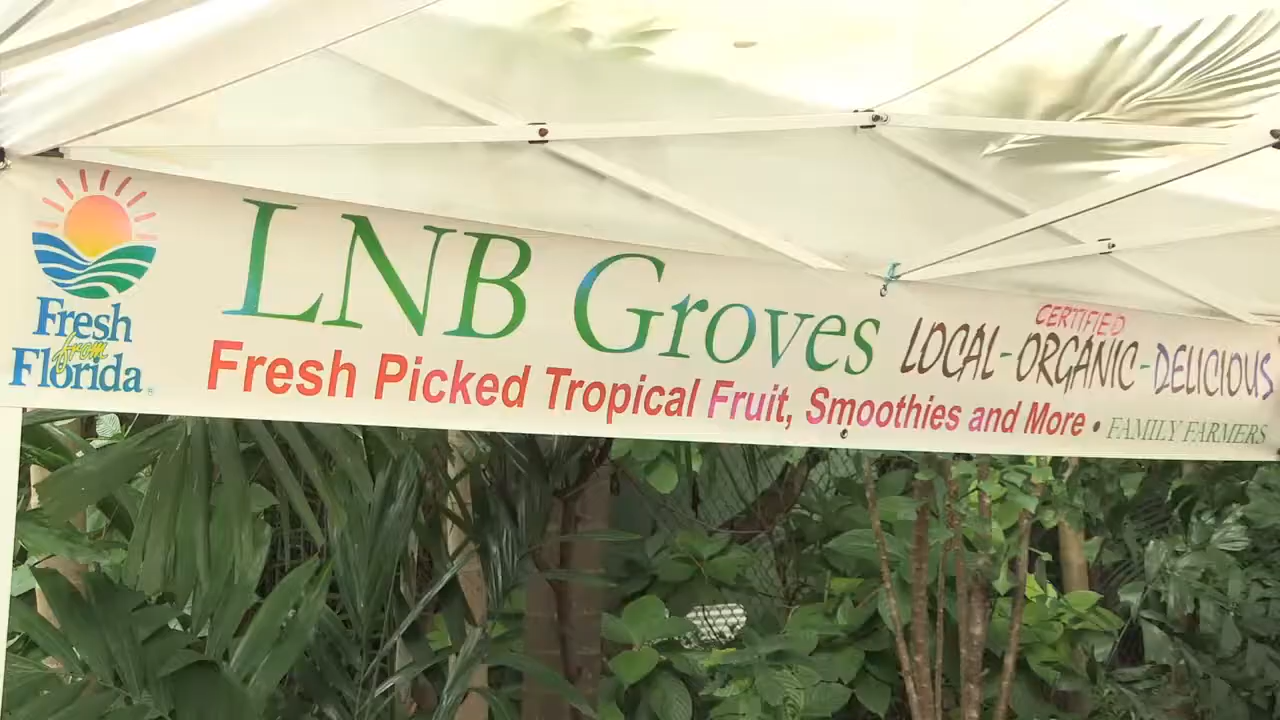 Fresh
from
Florida
LNB Groves
CERTIFIED
LOCAL-ORGANIC-DELICIOUS
Fresh Picked Tropical Fruit, Smoothies and More • FAMILY FARMERS